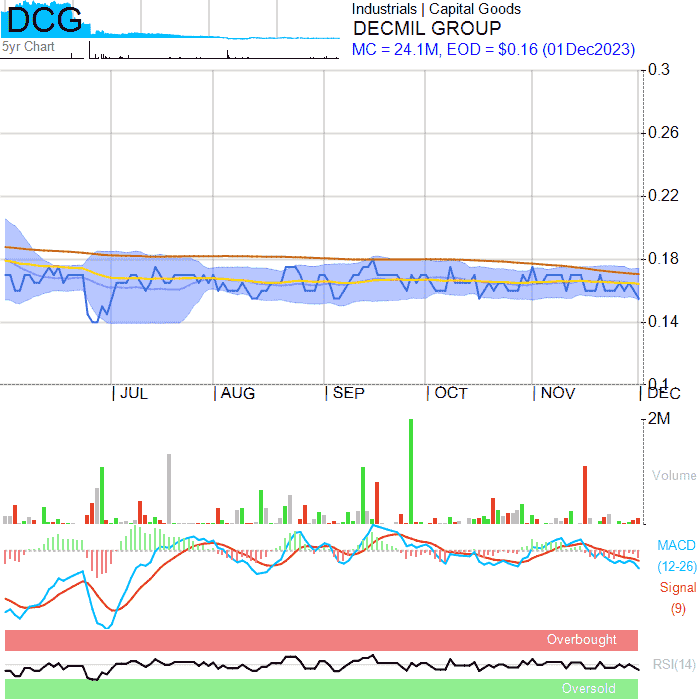 DCG
5yr Chart
Industrials | Capital Goods
DECMIL GROUP
MC = 24.1M, EOD = $0.16 (01Dec2023)
0.3
0.26
0.22
0.18
0.14
0.1
JUL AUG SEP OCT NOV DEC
2M
Volume
MACD
(12-26)
Signal
(9)
Overbought
RSI(14)
Oversold